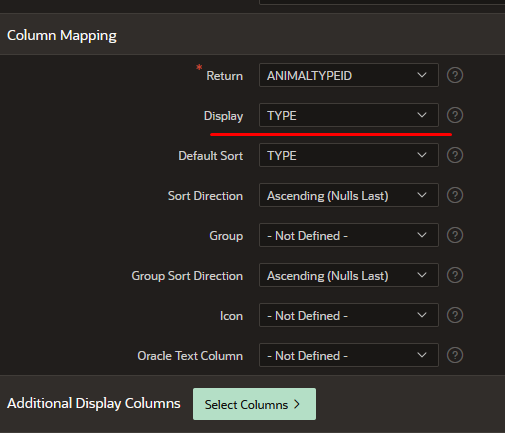 Column Mapping
* Return ANIMALTYPEID ?
Display TYPE ?
Default Sort TYPE ?
Sort Direction Ascending (Nulls Last) ?
Group - Not Defined - ?
Group Sort Direction Ascending (Nulls Last) ?
Icon - Not Defined - ?
Oracle Text Column - Not Defined - ?
Additional Display Columns Select Columns >